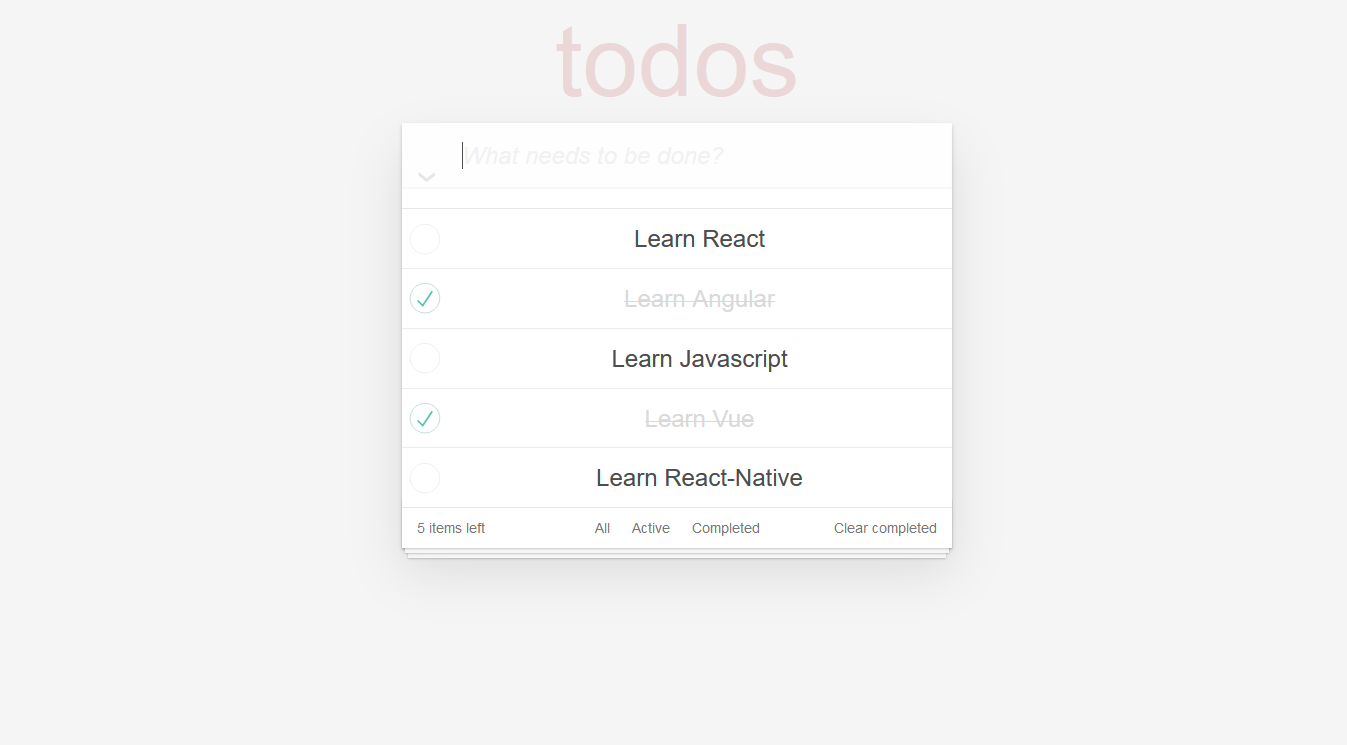 todos
What needs to be done?
Learn React
Learn Angular
Learn Javascript
Learn Vue
Learn React-Native
5 items left All Active Completed Clear completed